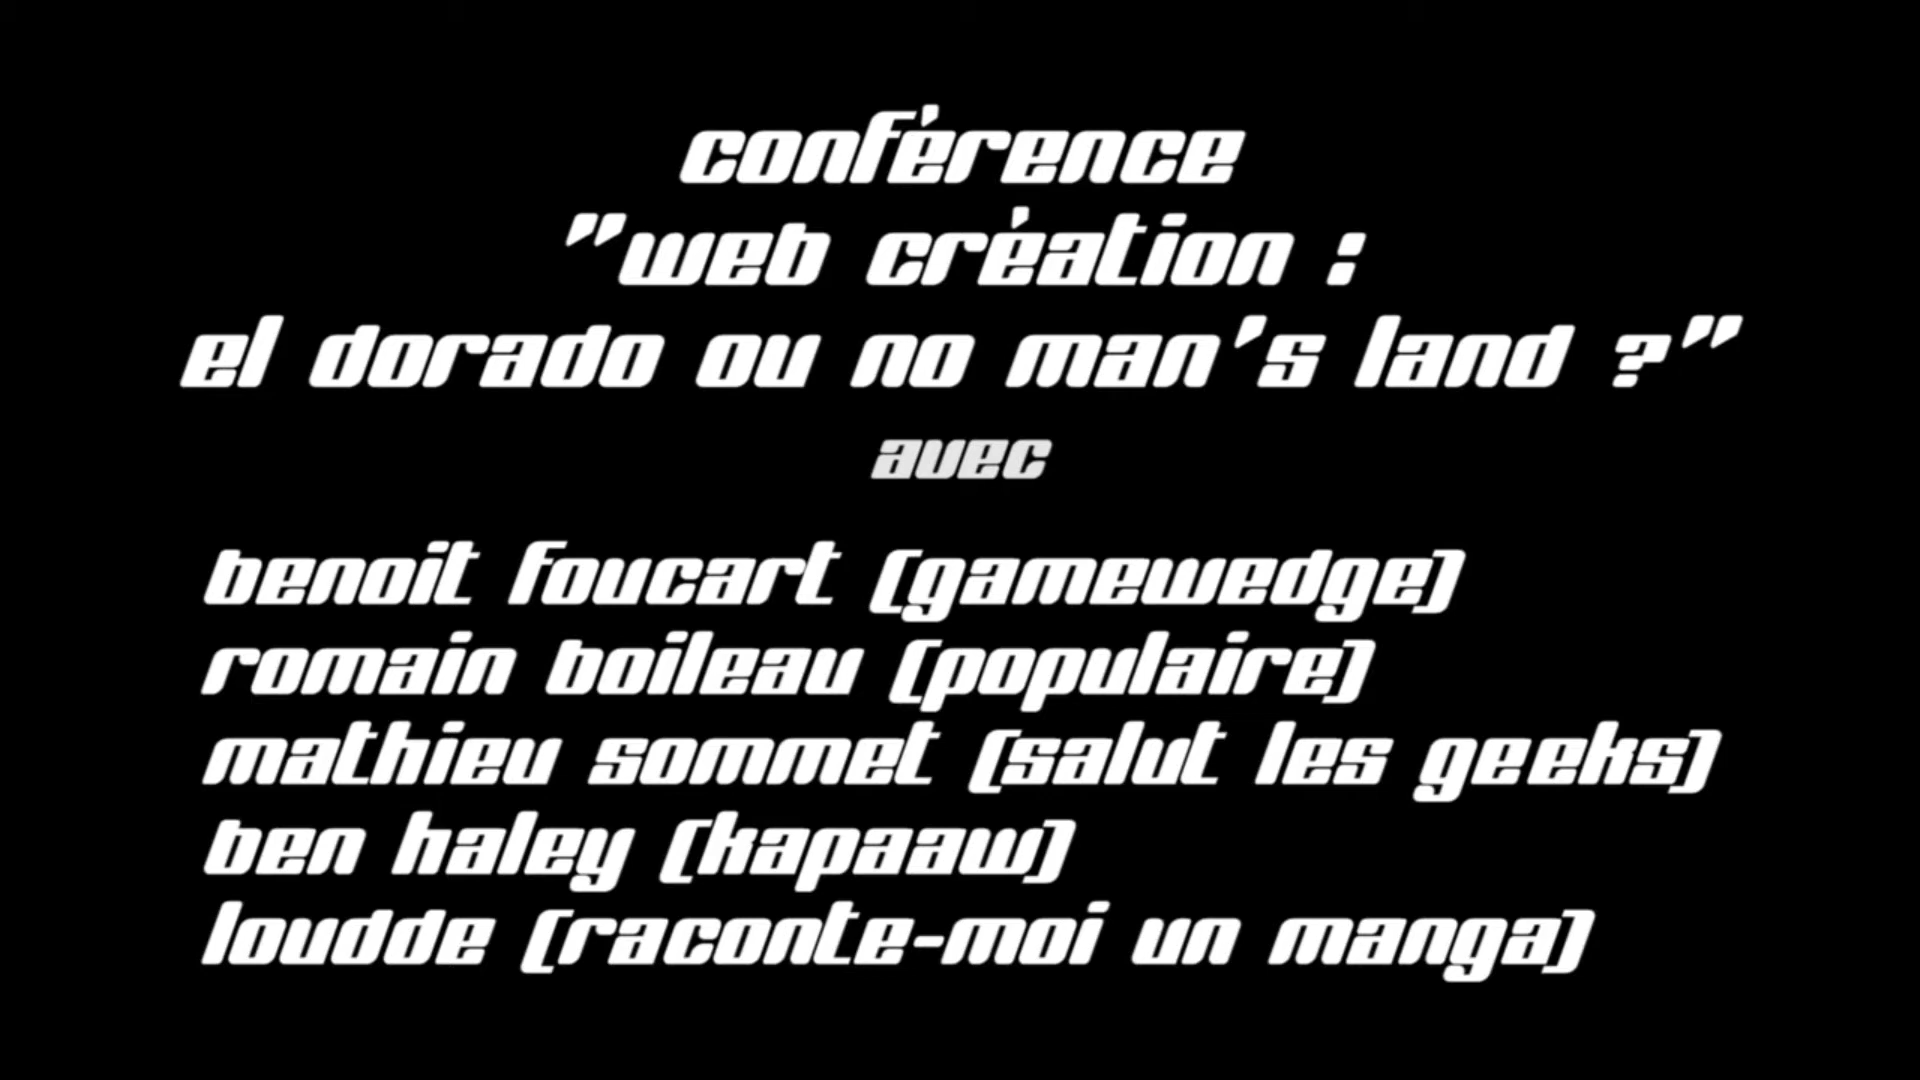 conférence
"web création :
el dorado ou no man's land ?"
avec
benoit foucart (gamewedge)
romain boileau (populaire)
mathieu sommet (salut les geeks)
ben haley (kapaaw)
loudde (raconte-moi un manga)